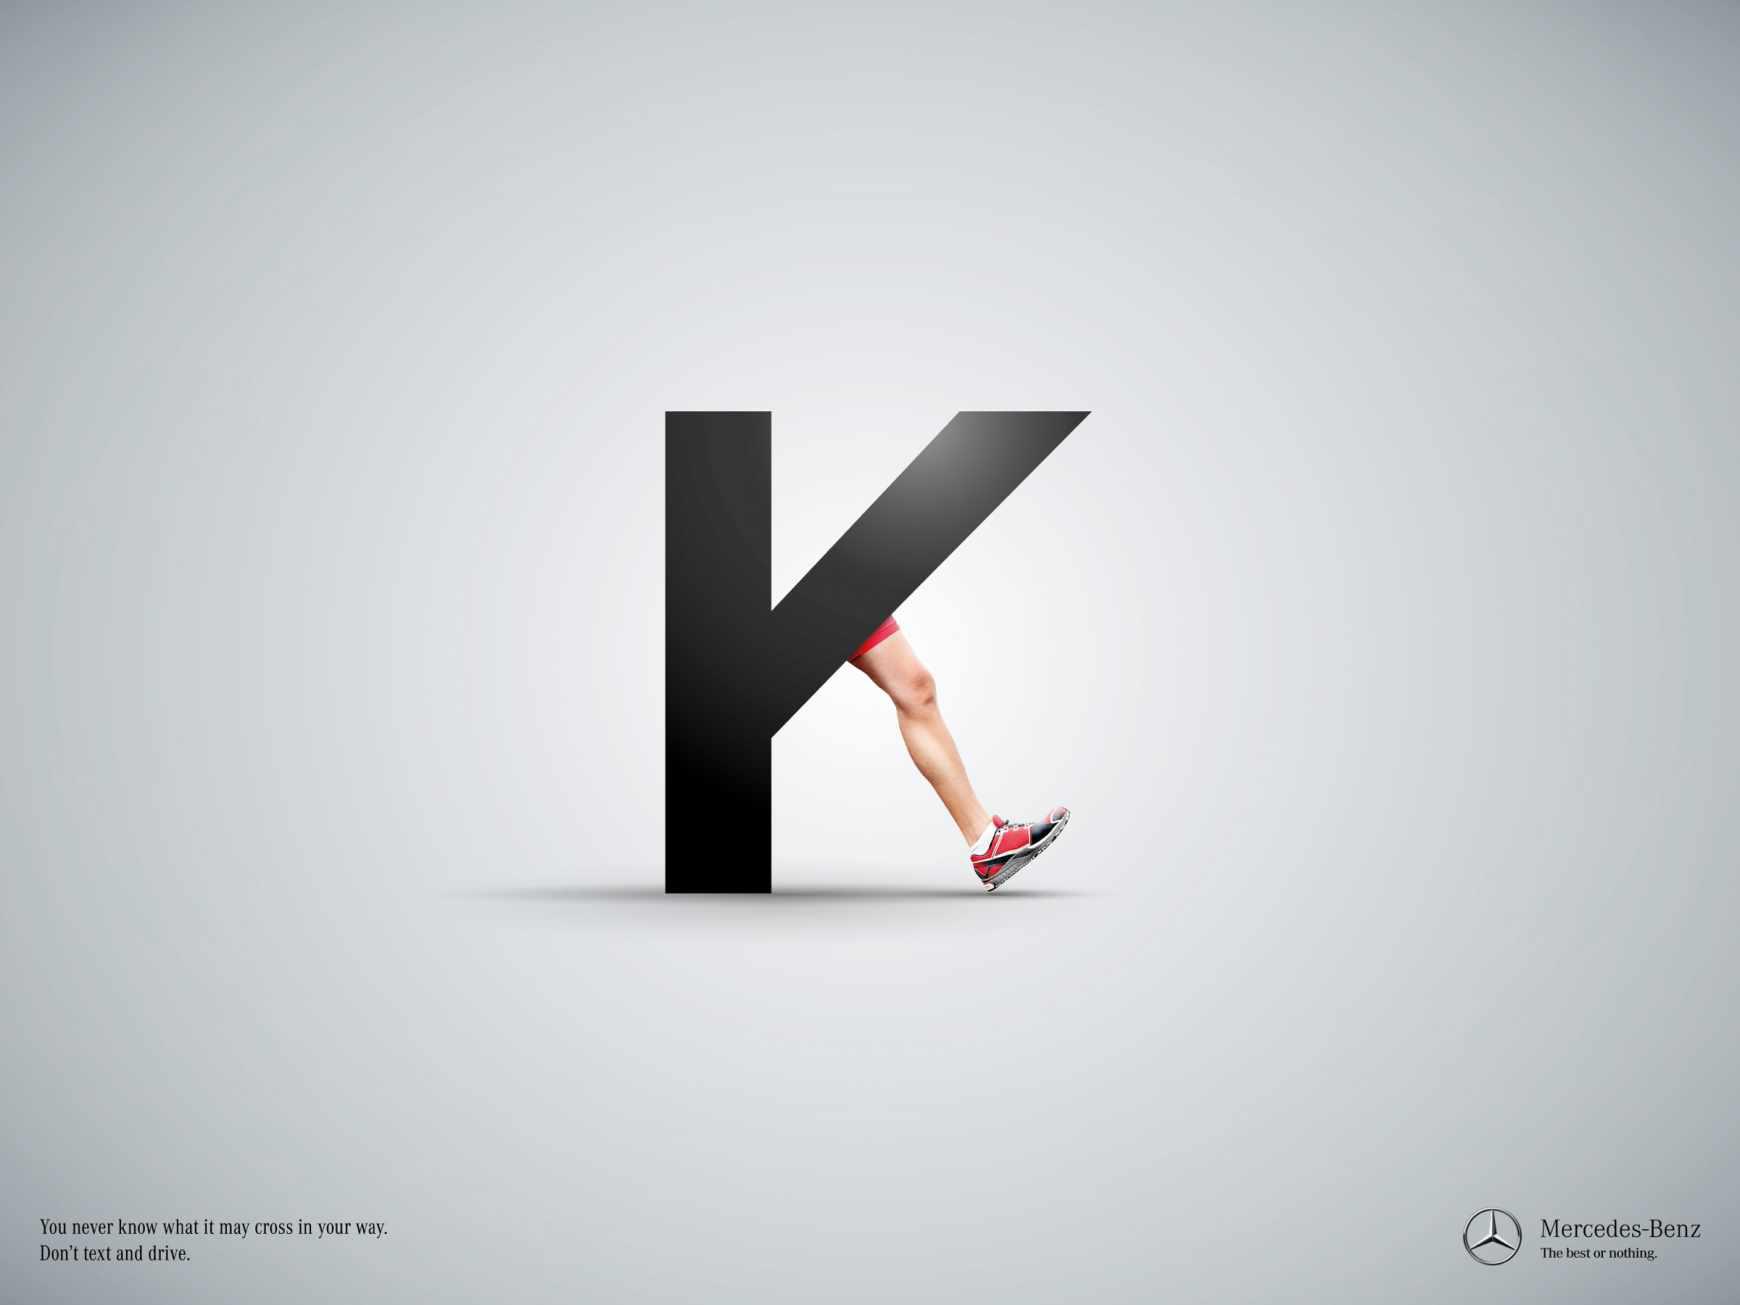 K
You never know what it may cross in your way.
Don't text and drive.
Mercedes-Benz
The best or nothing.